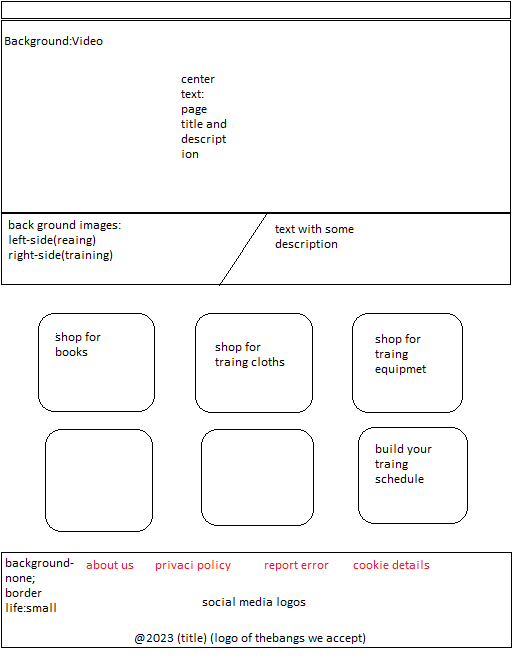 Background:Video
center
text:
page
title and
descript
ion
back ground images:
left-side(reaing)
right-side(training)
text with some
description
shop for
books
shop for
traing cloths
shop for
traing
equipmet
build your
traing
schedule
background-
none;
border
life:small
about us
privaci policy
report error
cookie details
social media logos
@2023 (title) (logo of thebangs we accept)